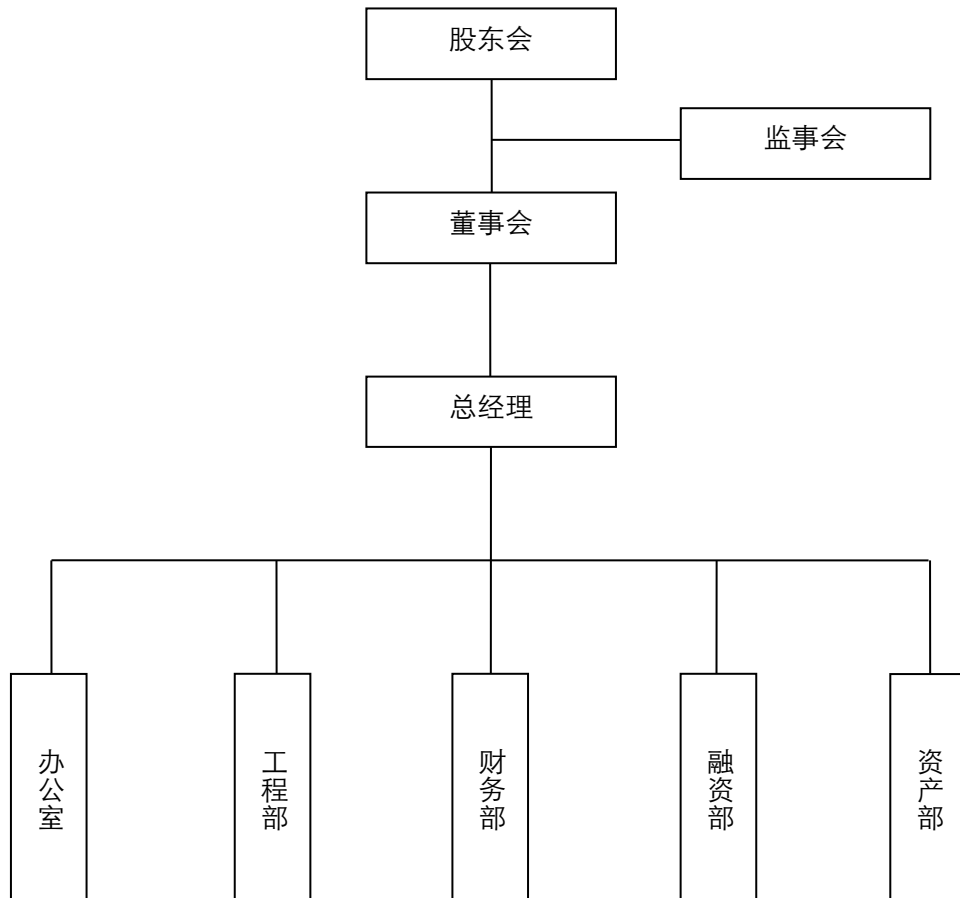 股东会
监事会
董事会
总经理
办公室
工程部
财务部
融资部
资产部